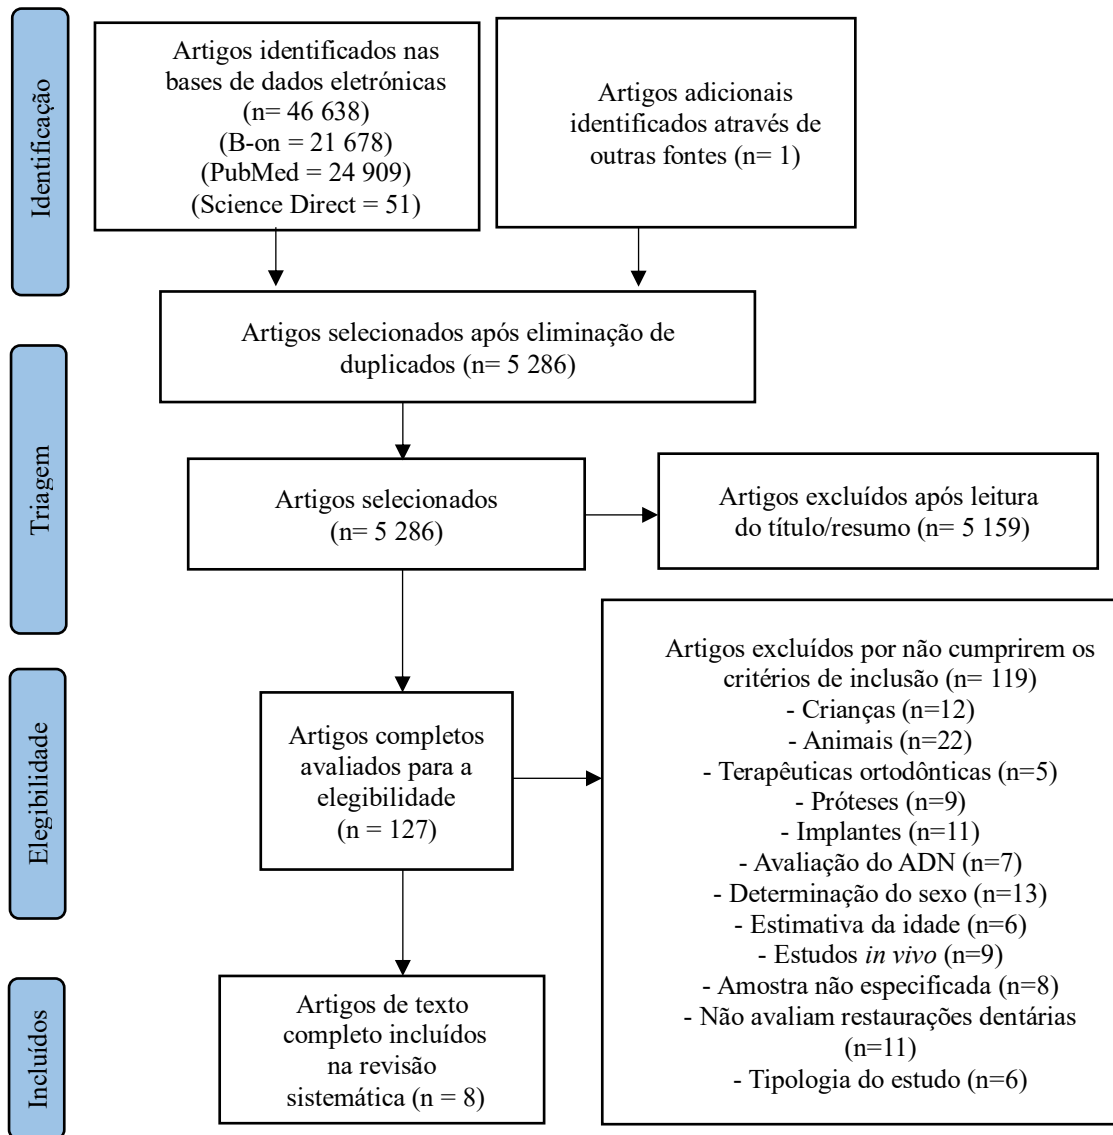 Identificação
Artigos identificados nas
bases de dados eletrónicas
(n= 46 638)
(B-on = 21 678)
(PubMed = 24 909)
(Science Direct = 51)
Artigos adicionais
identificados através de
outras fontes (n= 1)
Artigos selecionados após eliminação de
duplicados (n= 5 286)
Triagem
Artigos selecionados
(n= 5 286)
Artigos excluídos após leitura
do título/resumo (n= 5 159)
Elegibilidade
Artigos completos
avaliados para a
elegibilidade
(n = 127)
Artigos excluídos por não cumprirem os
critérios de inclusão (n= 119)
- Crianças (n=12)
- Animais (n=22)
- Terapêuticas ortodônticas (n=5)
- Próteses (n=9)
- Implantes (n=11)
- Avaliação do ADN (n=7)
- Determinação do sexo (n=13)
- Estimativa da idade (n=6)
- Estudos in vivo (n=9)
- Amostra não especificada (n=8)
- Não avaliam restaurações dentárias
(n=11)
- Tipologia do estudo (n=6)
Incluídos
Artigos de texto
completo incluídos
na revisão
sistemática (n = 8)